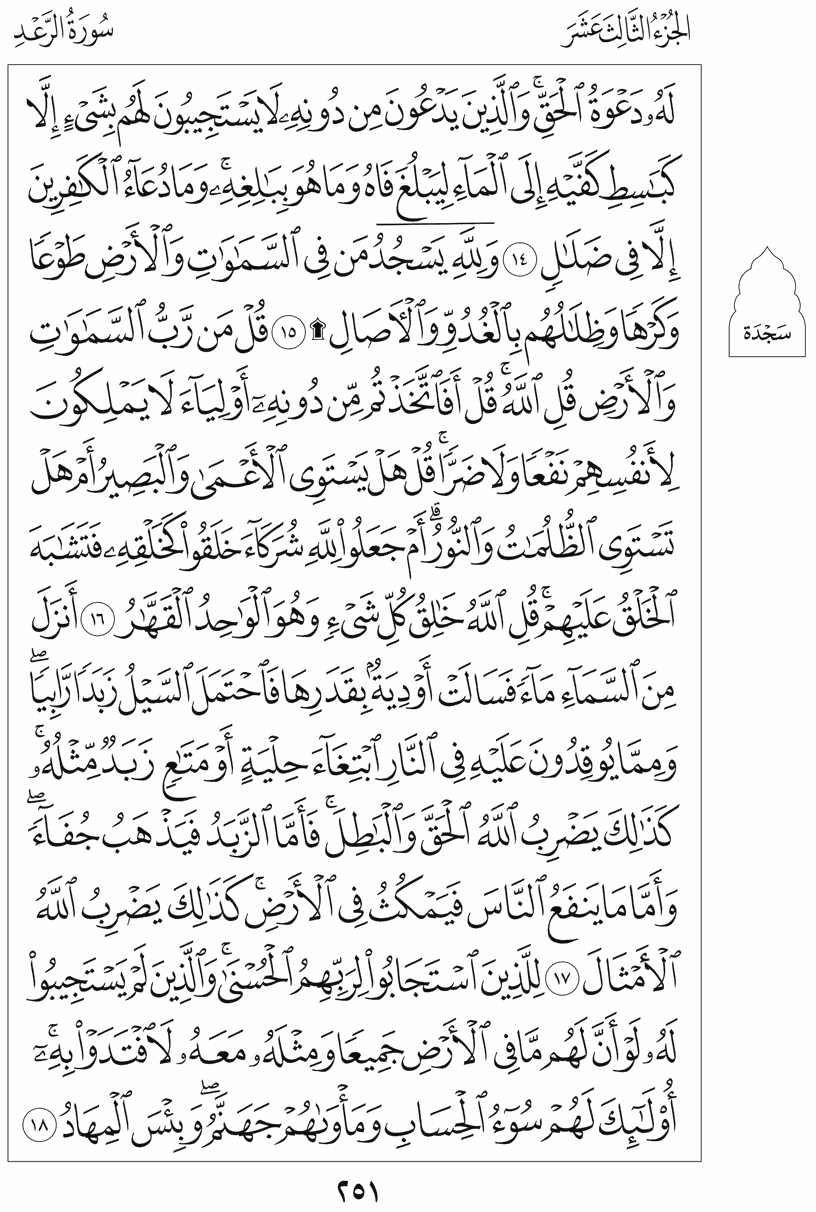 الجُزْءُ الثَّالِثَ عَشَرَ
سُورَةُ الرَّعْدِ
لَهُۥ دَعْوَةُ ٱلْحَقِّۚ وَٱلَّذِينَ يَدْعُونَ مِن دُونِهِۦ لَا يَسْتَجِيبُونَ لَهُم بِشَىْءٍ إِلَّا
كَبَـٰسِطِ كَفَّيْهِ إِلَى ٱلْمَآءِ لِيَبْلُغَ فَاهُ وَمَا هُوَ بِبَـٰلِغِهِۦۚ وَمَا دُعَآءُ ٱلْكَـٰفِرِينَ
إِلَّا فِى ضَلَـٰلٍ ١٤ وَلِلَّهِ يَسْجُدُ مَن فِى ٱلسَّمَـٰوَٰتِ وَٱلْأَرْضِ طَوْعًا
وَكَرْهًا وَظِلَـٰلُهُم بِٱلْغُدُوِّ وَٱلْـَٔاصَالِ ۩ ١٥ قُلْ مَن رَّبُّ ٱلسَّمَـٰوَٰتِ
سَجْدَة
وَٱلْأَرْضِ قُلِ ٱللَّهُۚ قُلْ أَفَٱتَّخَذْتُم مِّن دُونِهِۦٓ أَوْلِيَآءَ لَا يَمْلِكُونَ
لِأَنفُسِهِمْ نَفْعًا وَلَا ضَرًّاۚ قُلْ هَلْ يَسْتَوِى ٱلْأَعْمَىٰ وَٱلْبَصِيرُ أَمْ هَلْ
تَسْتَوِى ٱلظُّلُمَـٰتُ وَٱلنُّورُۗ أَمْ جَعَلُوا۟ لِلَّهِ شُرَكَآءَ خَلَقُوا۟ كَخَلْقِهِۦ فَتَشَـٰبَهَ
ٱلْخَلْقُ عَلَيْهِمْۚ قُلِ ٱللَّهُ خَـٰلِقُ كُلِّ شَىْءٍ وَهُوَ ٱلْوَٰحِدُ ٱلْقَهَّـٰرُ ١٦ أَنزَلَ
مِنَ ٱلسَّمَآءِ مَآءً فَسَالَتْ أَوْدِيَةٌۢ بِقَدَرِهَا فَٱحْتَمَلَ ٱلسَّيْلُ زَبَدًا رَّابِيًاۖ
وَمِمَّا يُوقِدُونَ عَلَيْهِ فِى ٱلنَّارِ ٱبْتِغَآءَ حِلْيَةٍ أَوْ مَتَـٰعٍ زَبَدٌ مِّثْلُهُۥۚ
كَذَٰلِكَ يَضْرِبُ ٱللَّهُ ٱلْحَقَّ وَٱلْبَـٰطِلَۚ فَأَمَّا ٱلزَّبَدُ فَيَذْهَبُ جُفَآءًۖ
وَأَمَّا مَا يَنفَعُ ٱلنَّاسَ فَيَمْكُثُ فِى ٱلْأَرْضِۚ كَذَٰلِكَ يَضْرِبُ ٱللَّهُ
ٱلْأَمْثَالَ ١٧ لِلَّذِينَ ٱسْتَجَابُوا۟ لِرَبِّهِمُ ٱلْحُسْنَىٰۚ وَٱلَّذِينَ لَمْ يَسْتَجِيبُوا۟
لَهُۥ لَوْ أَنَّ لَهُم مَّا فِى ٱلْأَرْضِ جَمِيعًا وَمِثْلَهُۥ مَعَهُۥ لَٱفْتَدَوْا۟ بِهِۦٓۚ
أُو۟لَـٰٓئِكَ لَهُمْ سُوٓءُ ٱلْحِسَابِ وَمَأْوَىٰهُمْ جَهَنَّمُۖ وَبِئْسَ ٱلْمِهَادُ ١٨
٢٥١